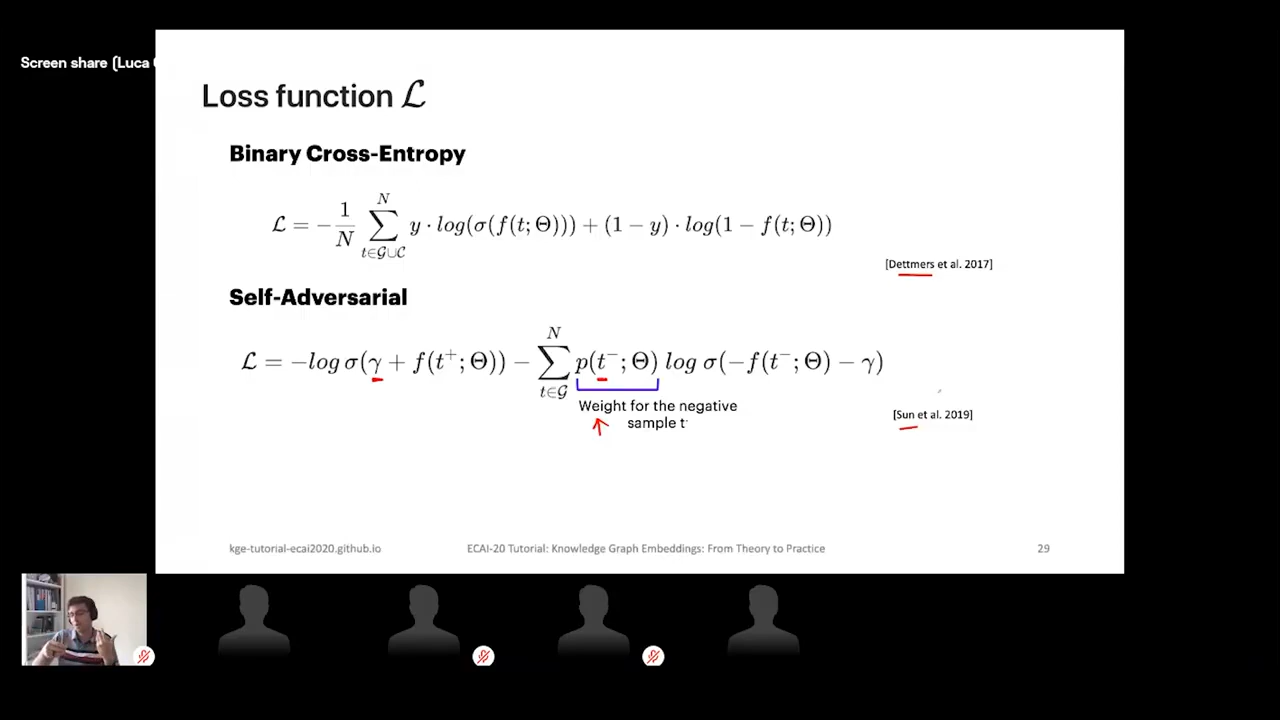 Screen share (Luca
Loss function ℒ
Binary Cross-Entropy
ℒ = −1/N ∑_{t∈𝒢∪𝒞}^{N} y · log(σ(f(t; Θ))) + (1 − y) · log(1 − f(t; Θ))
[Dettmers et al. 2017]
Self-Adversarial
ℒ = −log σ(γ + f(t⁺; Θ)) − ∑_{t∈𝒢}^{N} p(t⁻; Θ) log σ(−f(t⁻; Θ) − γ)
Weight for the negative
sample t⁻
[Sun et al. 2019]
kge-tutorial-ecai2020.github.io
ECAI-20 Tutorial: Knowledge Graph Embeddings: From Theory to Practice
29